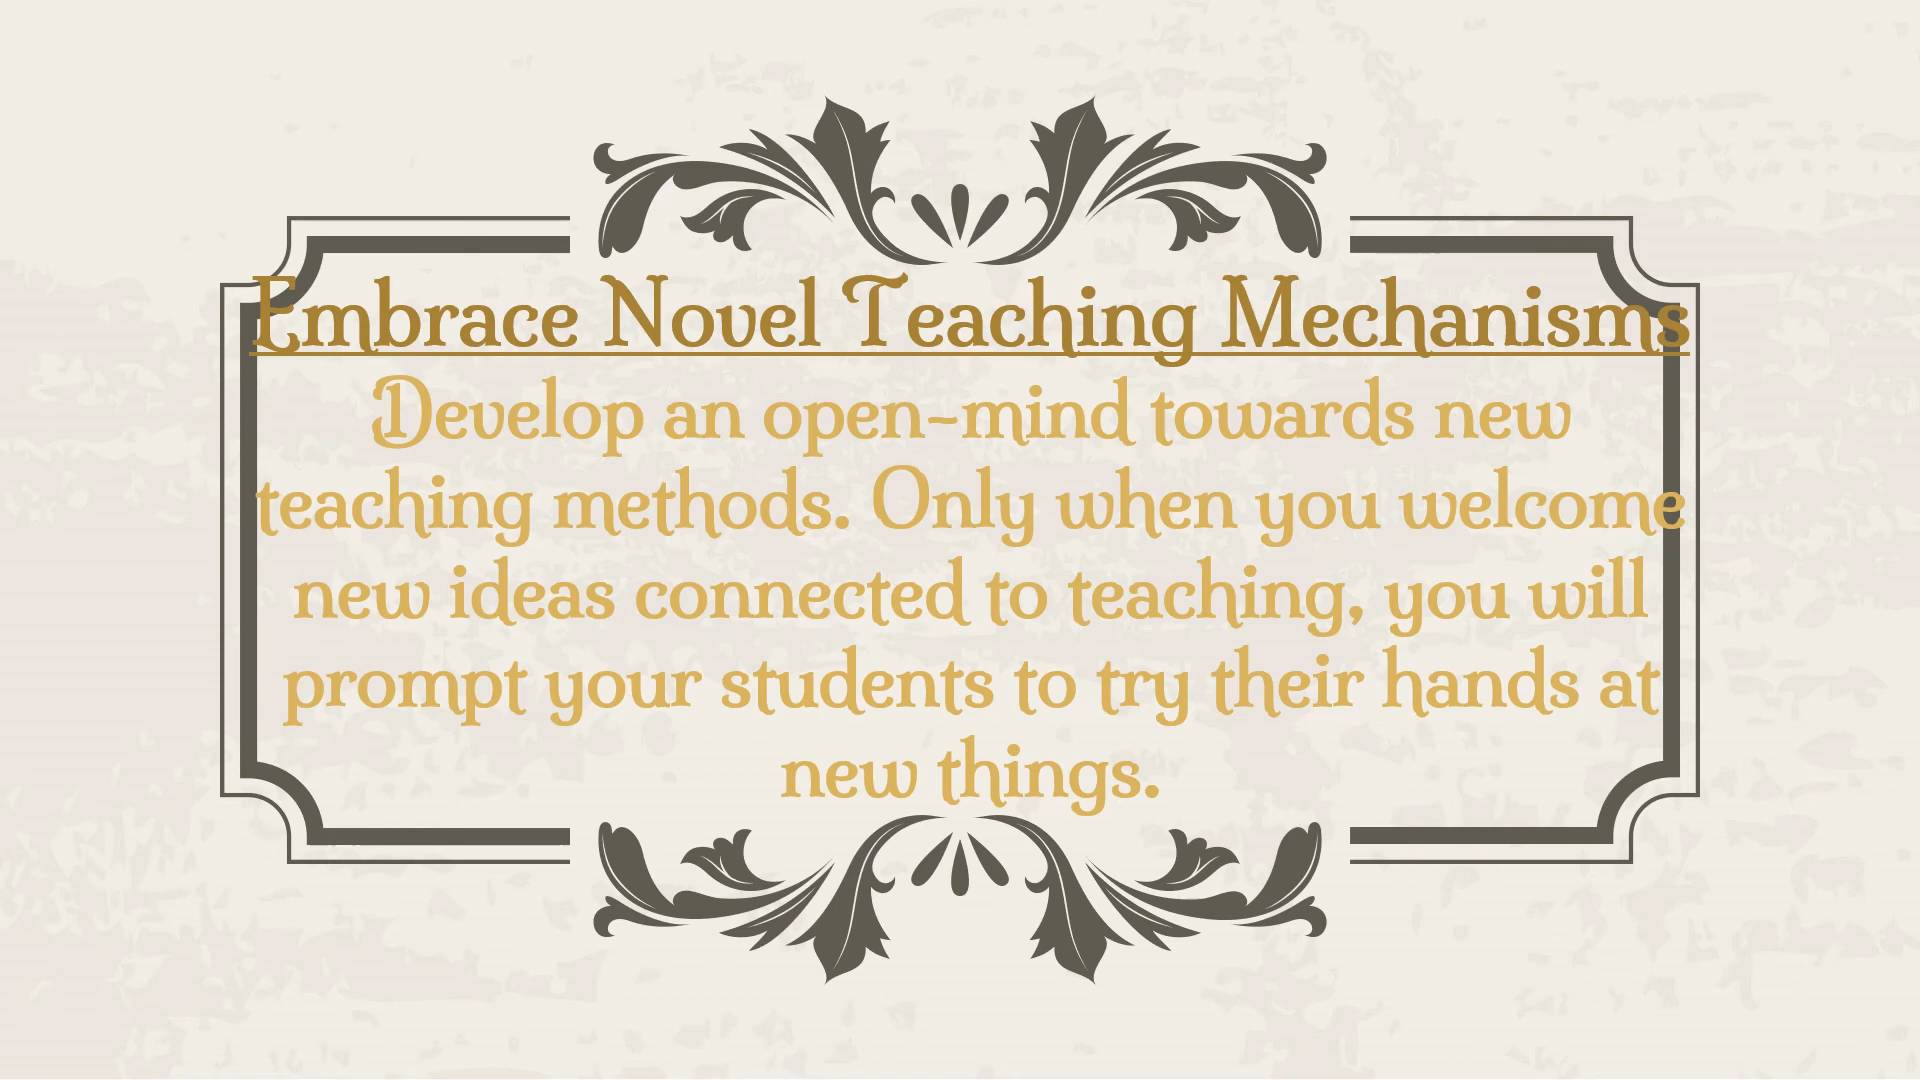 Embrace Novel Teaching Mechanisms
Develop an open-mind towards new
teaching methods. Only when you welcome
new ideas connected to teaching, you will
prompt your students to try their hands at
new things.